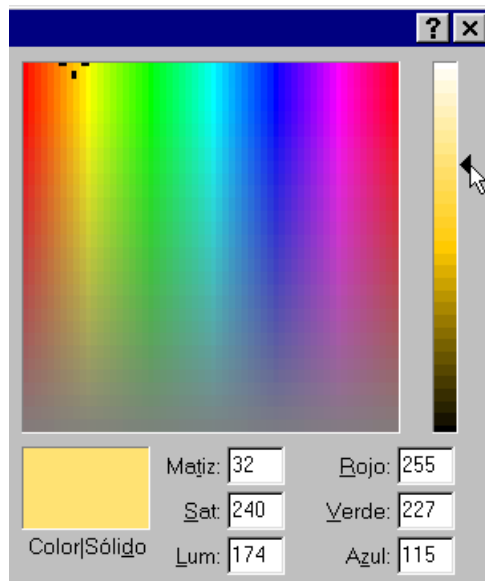 Matiz: 32 Rojo: 255
Sat: 240 Verde: 227
Color|Sólido Lum: 174 Azul: 115